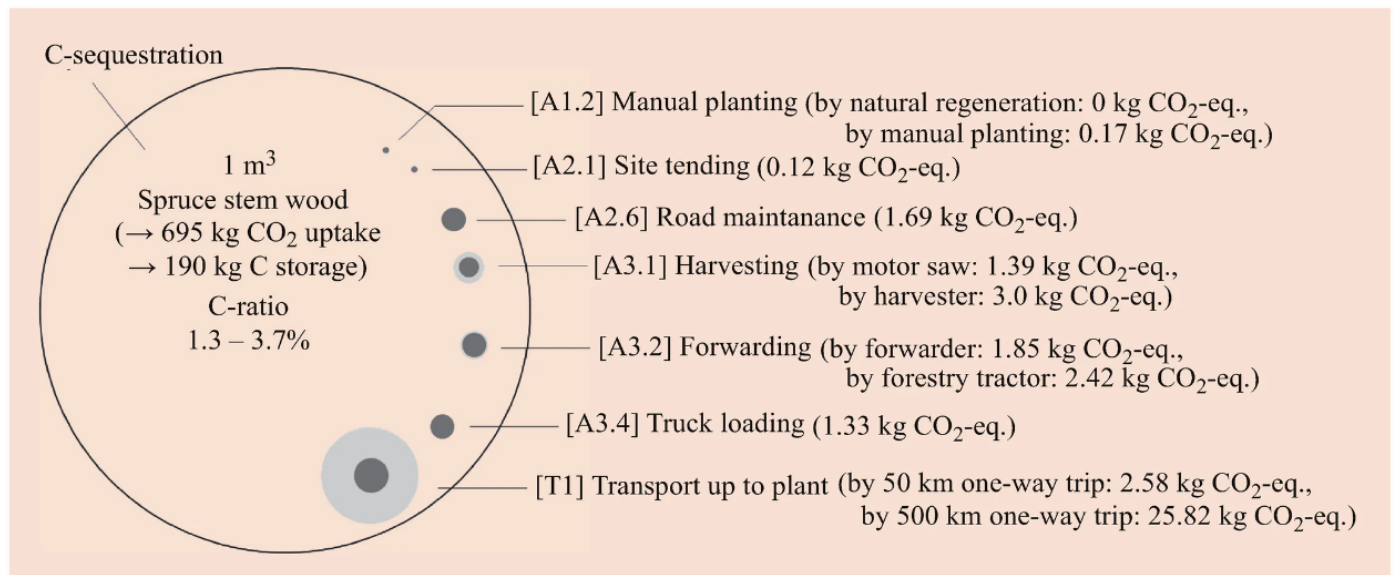 C-sequestration
[A1.2] Manual planting (by natural regeneration: 0 kg CO₂-eq.,
by manual planting: 0.17 kg CO₂-eq.)
1 m³
[A2.1] Site tending (0.12 kg CO₂-eq.)
Spruce stem wood
(→ 695 kg CO₂ uptake
→ 190 kg C storage)
C-ratio
1.3 – 3.7%
[A2.6] Road maintanance (1.69 kg CO₂-eq.)
[A3.1] Harvesting (by motor saw: 1.39 kg CO₂-eq.,
by harvester: 3.0 kg CO₂-eq.)
[A3.2] Forwarding (by forwarder: 1.85 kg CO₂-eq.,
by forestry tractor: 2.42 kg CO₂-eq.)
[A3.4] Truck loading (1.33 kg CO₂-eq.)
[T1] Transport up to plant (by 50 km one-way trip: 2.58 kg CO₂-eq.,
by 500 km one-way trip: 25.82 kg CO₂-eq.)